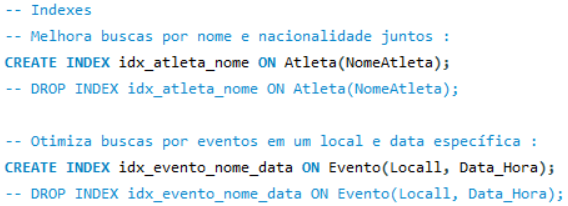 -- Indexes
-- Melhora buscas por nome e nacionalidade juntos :
CREATE INDEX idx_atleta_nome ON Atleta(NomeAtleta);
-- DROP INDEX idx_atleta_nome ON Atleta(NomeAtleta);
-- Otimiza buscas por eventos em um local e data específica :
CREATE INDEX idx_evento_nome_data ON Evento(Locall, Data_Hora);
-- DROP INDEX idx_evento_nome_data ON Evento(Locall, Data_Hora);